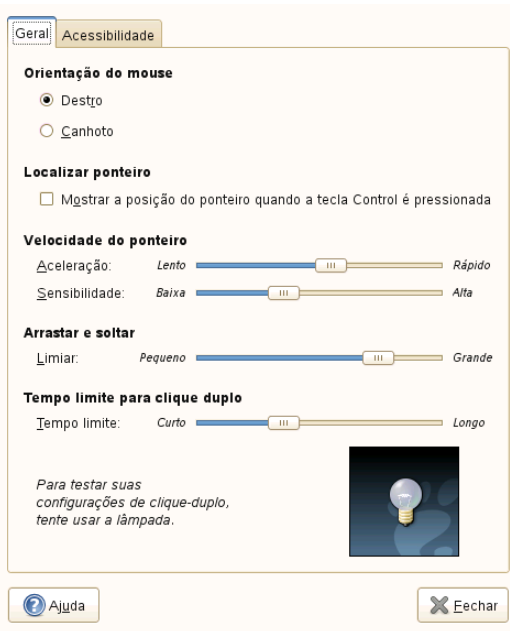 Geral Acessibilidade
Orientação do mouse
Destro
Canhoto
Localizar ponteiro
Mostrar a posição do ponteiro quando a tecla Control é pressionada
Velocidade do ponteiro
Aceleração: Lento Rápido
Sensibilidade: Baixa Alta
Arrastar e soltar
Limiar: Pequeno Grande
Tempo limite para clique duplo
Tempo limite: Curto Longo
Para testar suas
configurações de clique-duplo,
tente usar a lâmpada.
Ajuda Fechar